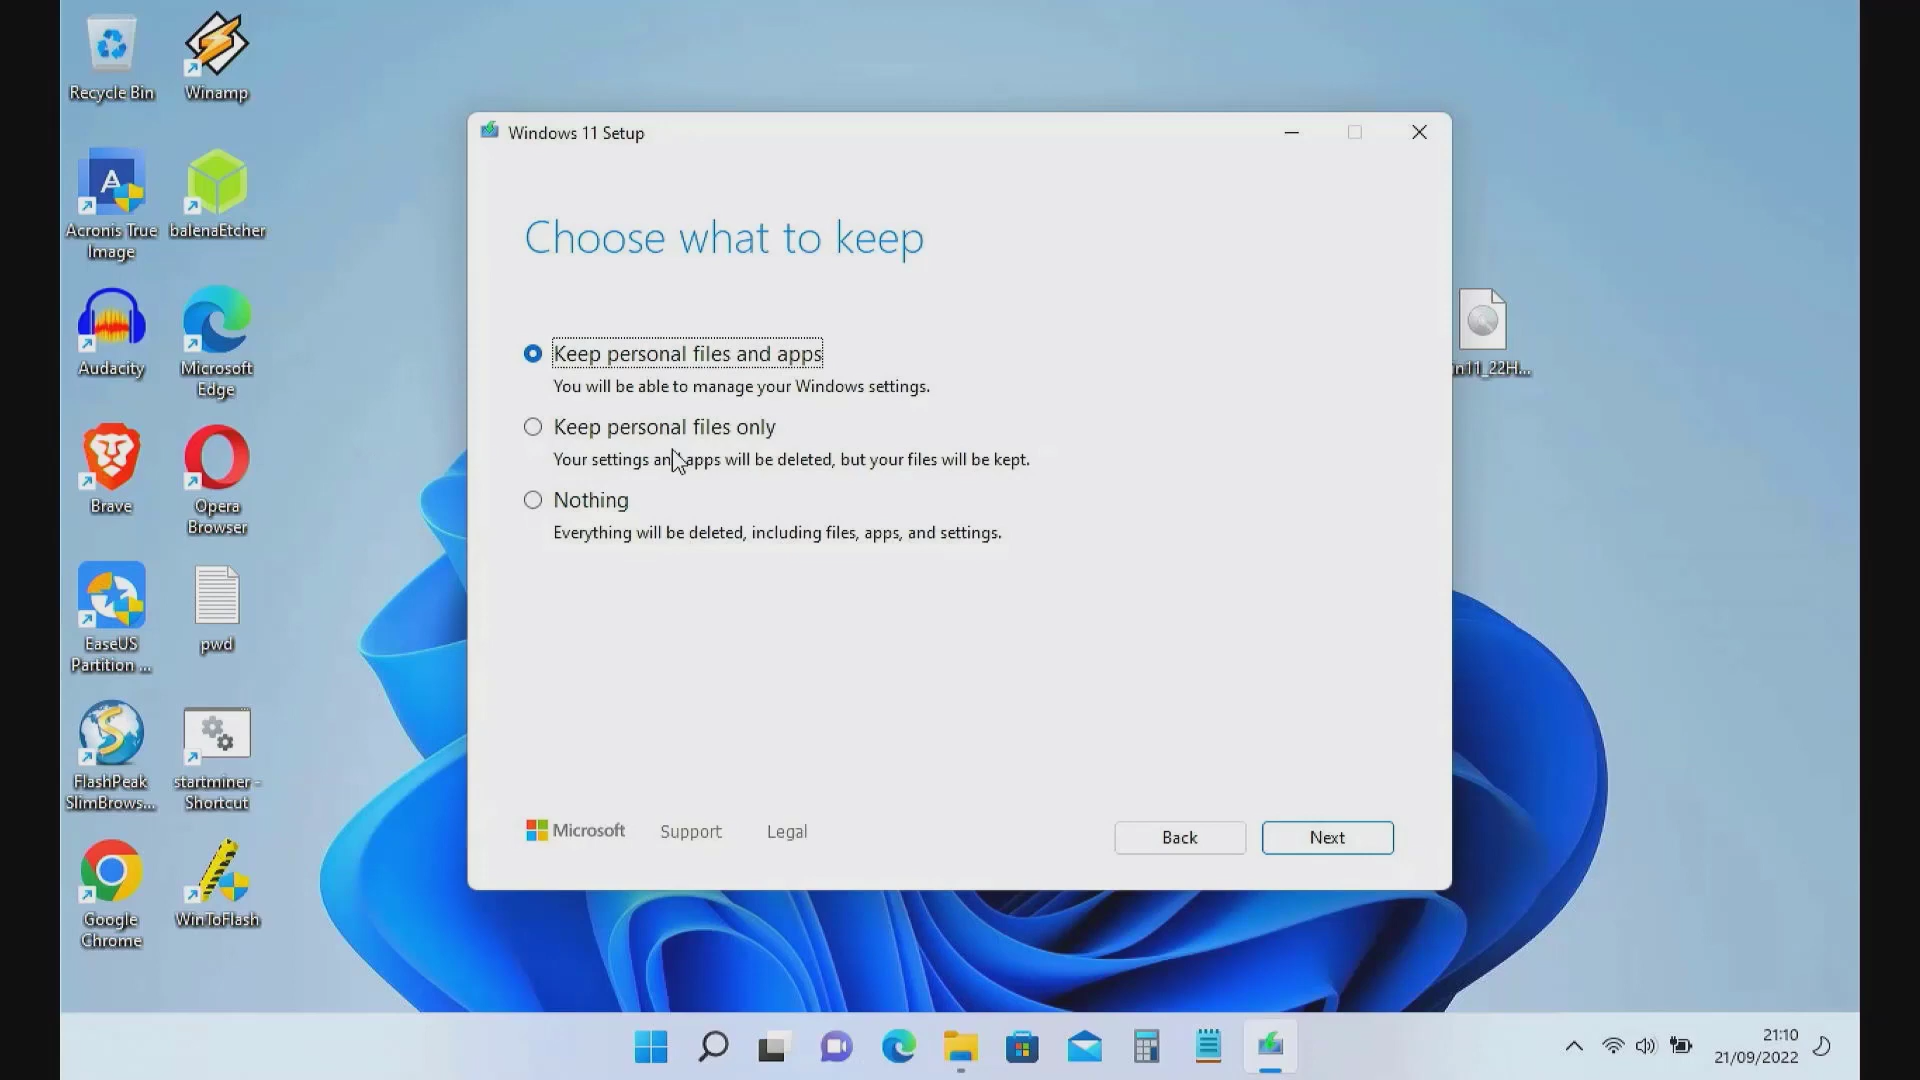 Recycle Bin
Winamp
Acronis True
Image
balenaEtcher
Audacity
Microsoft
Edge
Brave
Opera
Browser
EaseUS
Partition ...
pwd
FlashPeak
SlimBrows...
startminer -
Shortcut
Google
Chrome
WinToFlash
Windows 11 Setup
Choose what to keep
Keep personal files and apps
You will be able to manage your Windows settings.
Keep personal files only
Your settings and apps will be deleted, but your files will be kept.
Nothing
Everything will be deleted, including files, apps, and settings.
Microsoft
Support
Legal
Back
Next
in11_22H...
21:10
21/09/2022